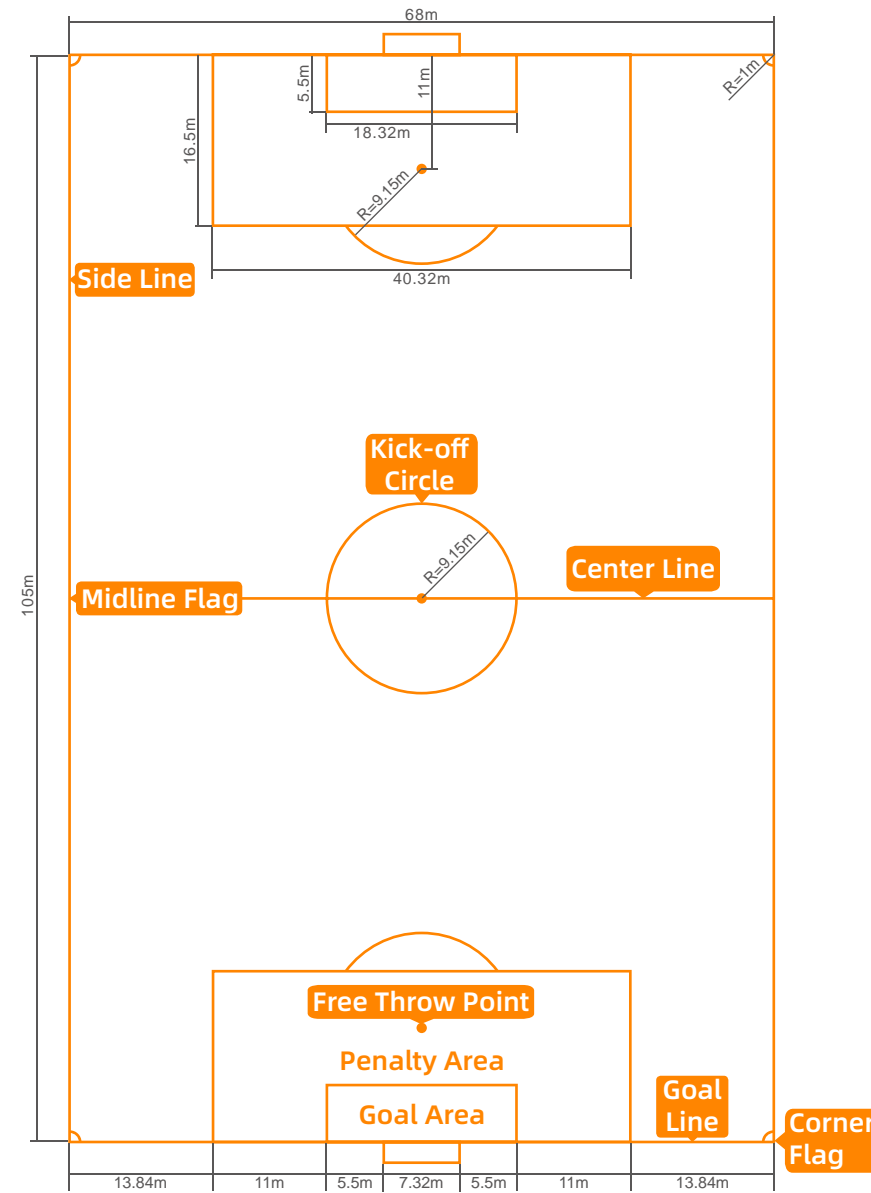 68m
5.5m
11m
R=1m
18.32m
16.5m
R=9.15m
Side Line
40.32m
Kick-off
Circle
R=9.15m
Center Line
105m
Midline Flag
Free Throw Point
Penalty Area
Goal Area
Goal
Line
Corner
Flag
13.84m
11m
5.5m
7.32m
5.5m
11m
13.84m